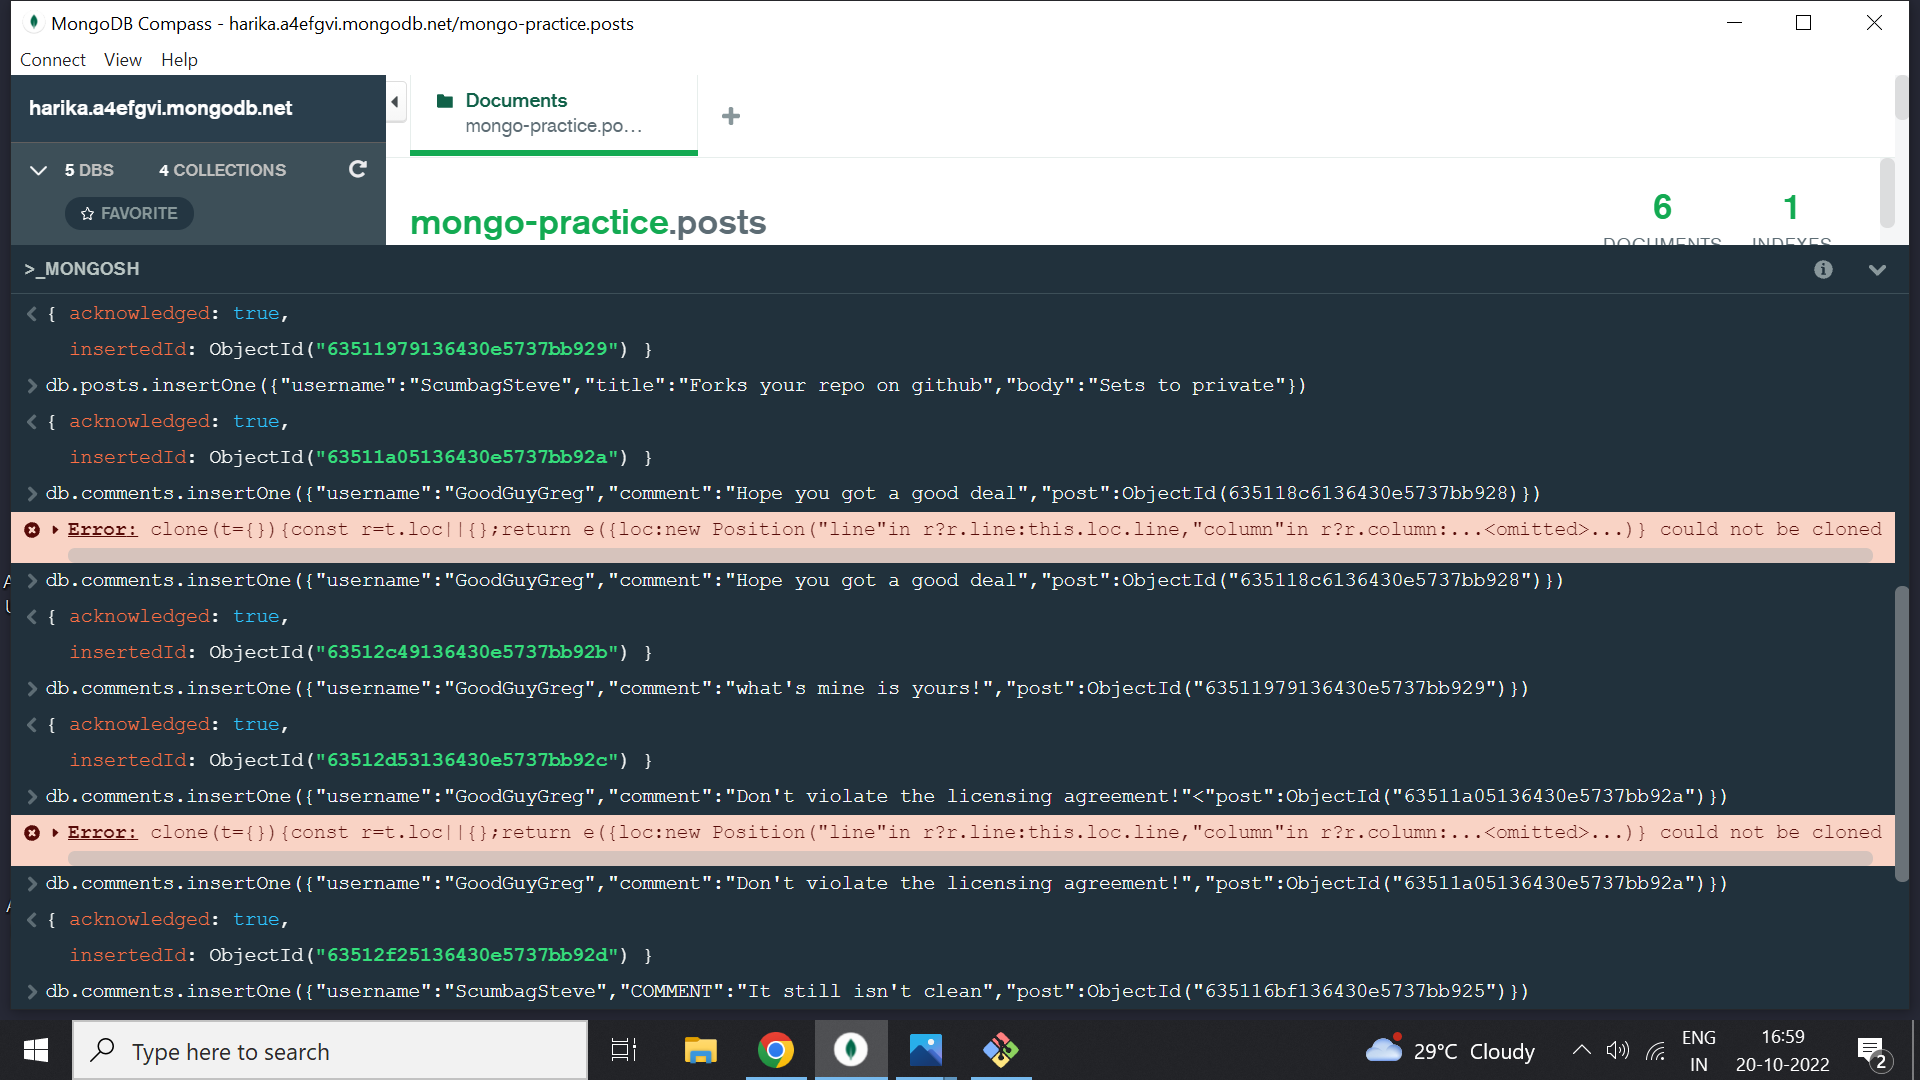 MongoDB Compass - harika.a4efgvi.mongodb.net/mongo-practice.posts
Connect View Help
harika.a4efgvi.mongodb.net
Documents
mongo-practice.po...
5 DBS 4 COLLECTIONS
FAVORITE
mongo-practice.posts
6
DOCUMENTS
1
INDEXES
>_MONGOSH
{ acknowledged: true,
insertedId: ObjectId("63511979136430e5737bb929") }
db.posts.insertOne({"username":"ScumbagSteve","title":"Forks your repo on github","body":"Sets to private"})
{ acknowledged: true,
insertedId: ObjectId("63511a05136430e5737bb92a") }
db.comments.insertOne({"username":"GoodGuyGreg","comment":"Hope you got a good deal","post":ObjectId(635118c6136430e5737bb928)})
Error: clone(t={}){const r=t.loc||{};return e({loc:new Position("line"in r?r.line:this.loc.line,"column"in r?r.column:...<omitted>...)} could not be cloned
db.comments.insertOne({"username":"GoodGuyGreg","comment":"Hope you got a good deal","post":ObjectId("635118c6136430e5737bb928")})
{ acknowledged: true,
insertedId: ObjectId("63512c49136430e5737bb92b") }
db.comments.insertOne({"username":"GoodGuyGreg","comment":"what's mine is yours!","post":ObjectId("63511979136430e5737bb929")})
{ acknowledged: true,
insertedId: ObjectId("63512d53136430e5737bb92c") }
db.comments.insertOne({"username":"GoodGuyGreg","comment":"Don't violate the licensing agreement!"<"post":ObjectId("63511a05136430e5737bb92a")})
Error: clone(t={}){const r=t.loc||{};return e({loc:new Position("line"in r?r.line:this.loc.line,"column"in r?r.column:...<omitted>...)} could not be cloned
db.comments.insertOne({"username":"GoodGuyGreg","comment":"Don't violate the licensing agreement!","post":ObjectId("63511a05136430e5737bb92a")})
{ acknowledged: true,
insertedId: ObjectId("63512f25136430e5737bb92d") }
db.comments.insertOne({"username":"ScumbagSteve","COMMENT":"It still isn't clean","post":ObjectId("635116bf136430e5737bb925")})
Type here to search
29°C Cloudy
ENG
IN
16:59
20-10-2022
2